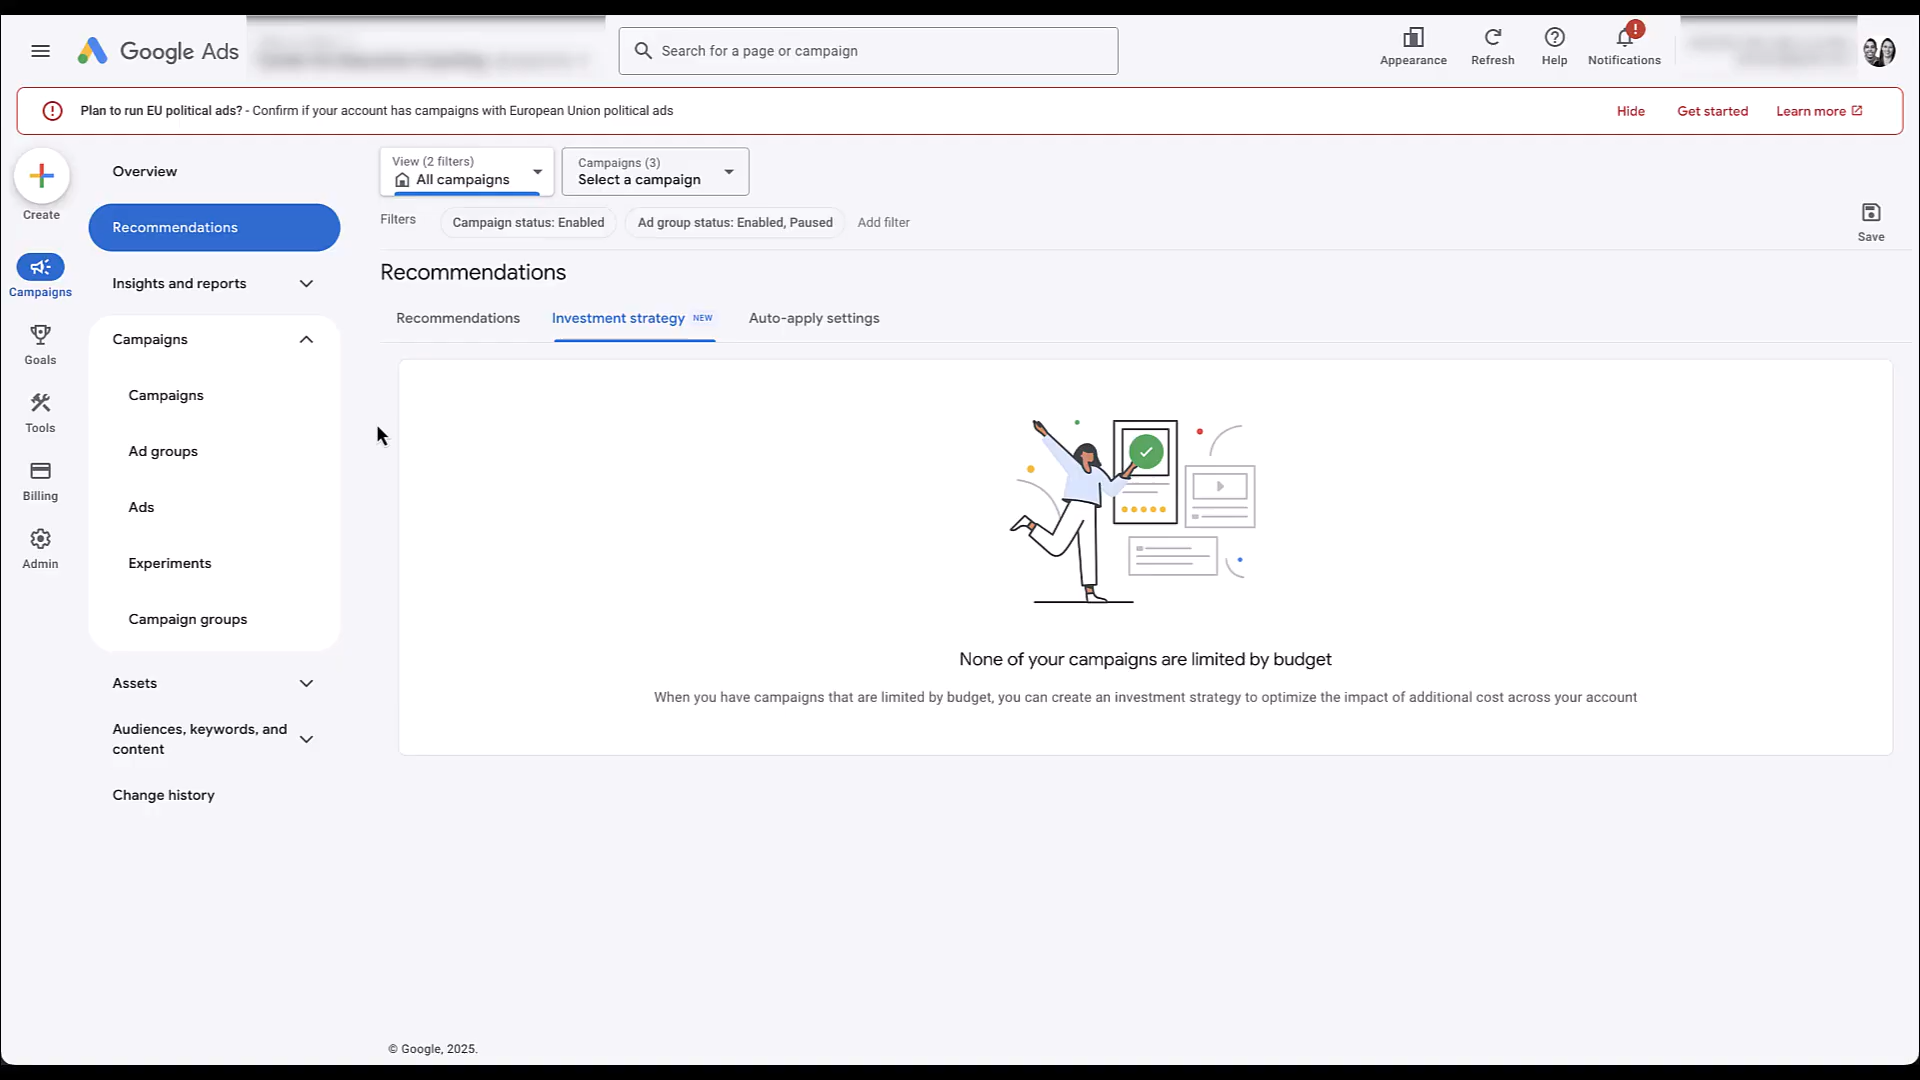 Google Ads
Search for a page or campaign
Appearance
Refresh
Help
Notifications
!
Plan to run EU political ads? - Confirm if your account has campaigns with European Union political ads
Hide
Get started
Learn more
Create
Campaigns
Goals
Tools
Billing
Admin
Overview
Recommendations
Insights and reports
Campaigns
Campaigns
Ad groups
Ads
Experiments
Campaign groups
Assets
Audiences, keywords, and
content
Change history
View (2 filters)
All campaigns
Campaigns (3)
Select a campaign
Filters
Campaign status: Enabled
Ad group status: Enabled, Paused
Add filter
Save
Recommendations
Recommendations
Investment strategy NEW
Auto-apply settings
None of your campaigns are limited by budget
When you have campaigns that are limited by budget, you can create an investment strategy to optimize the impact of additional cost across your account
© Google, 2025.